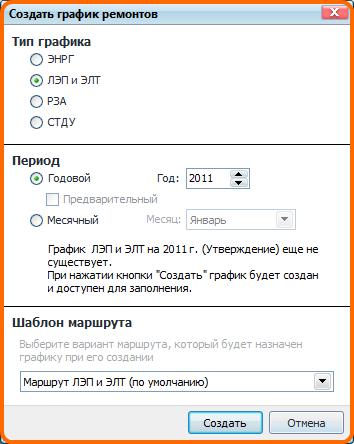 Создать график ремонтов
Тип графика
ЭНРГ
ЛЭП и ЭЛТ
РЗА
СТДУ
Период
Годовой Год: 2011
Предварительный
Месячный Месяц: Январь
График ЛЭП и ЭЛТ на 2011 г. (Утверждение) еще не
существует.
При нажатии кнопки "Создать" график будет создан
и доступен для заполнения.
Шаблон маршрута
Выберите вариант маршрута, который будет назначен
графику при его создании
Маршрут ЛЭП и ЭЛТ (по умолчанию)
Создать Отмена